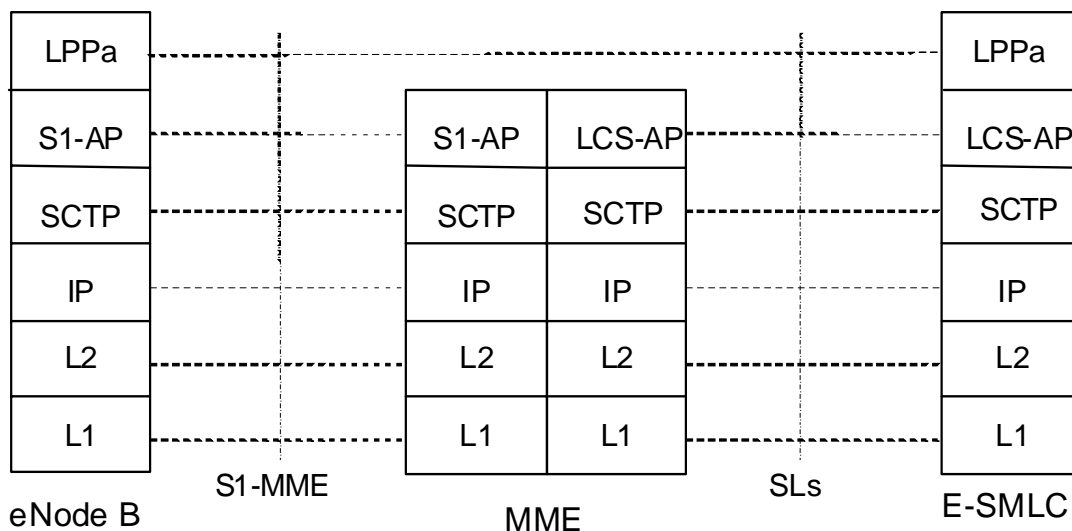 LPPa LPPa
S1-AP S1-AP LCS-AP LCS-AP
SCTP SCTP SCTP SCTP
IP IP IP IP
L2 L2 L2 L2
L1 L1 L1 L1
S1-MME SLs
eNode B MME E-SMLC